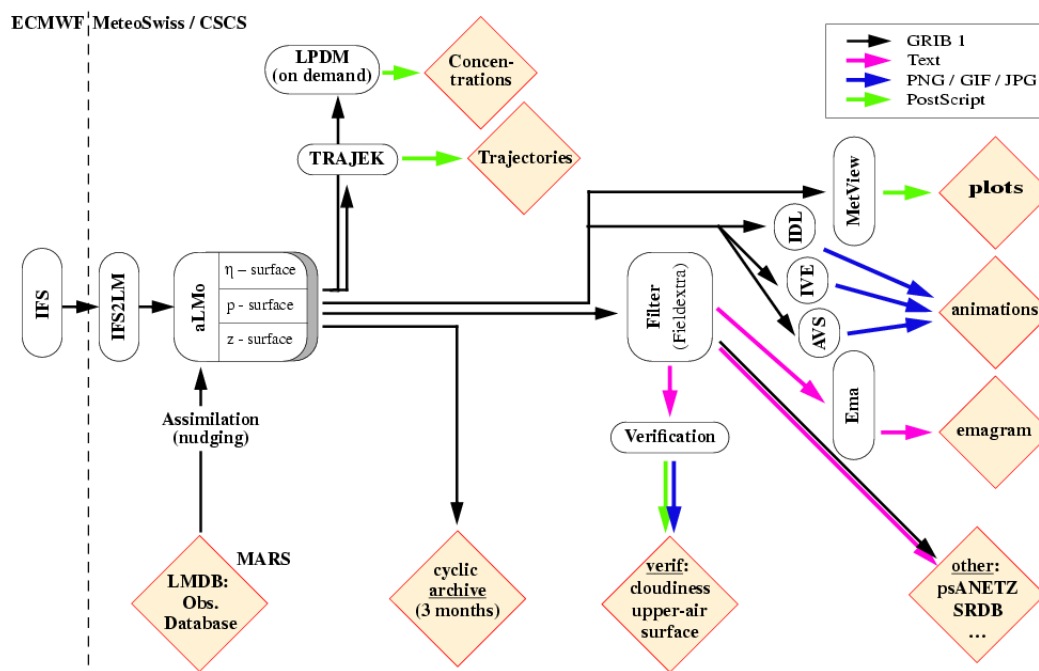 ECMWF
MeteoSwiss / CSCS
GRIB 1
Text
PNG / GIF / JPG
PostScript
LPDM
(on demand)
Concen-
trations
TRAJEK
Trajectories
MetView
plots
IDL
IVE
AVS
animations
IFS
IFS2LM
aLMo
η – surface
p - surface
z - surface
Filter
(Fieldextra)
Ema
emagram
Assimilation
(nudging)
Verification
MARS
LMDB:
Obs.
Database
cyclic
archive
(3 months)
verif:
cloudiness
upper-air
surface
other:
psANETZ
SRDB
...